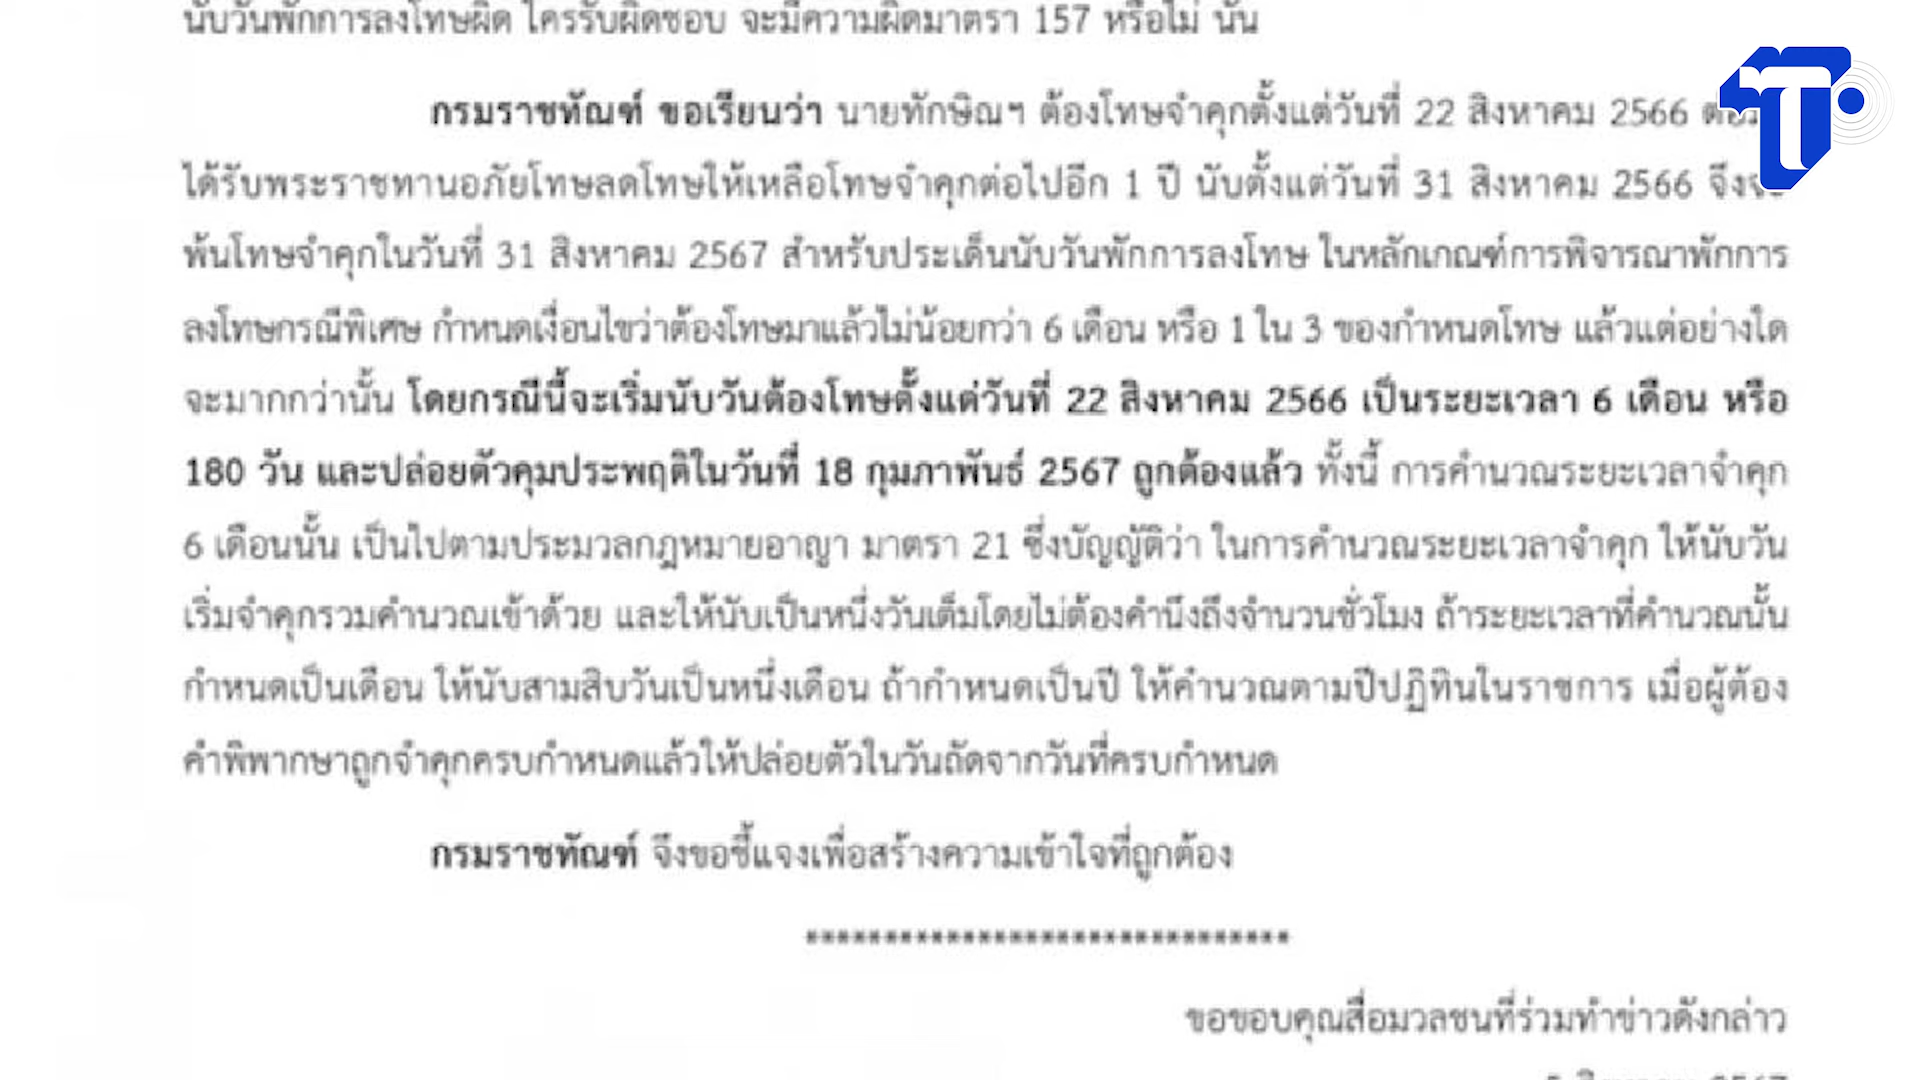 นับวันพักการลงโทษผิด ใครรับผิดชอบ จะมีความผิดมาตรา 157 หรือไม่ นั้น
กรมราชทัณฑ์ ขอเรียนว่า นายทักษิณฯ ต้องโทษจำคุกตั้งแต่วันที่ 22 สิงหาคม 2566
ได้รับพระราชทานอภัยโทษลดโทษให้เหลือโทษจำคุกต่อไปอีก 1 ปี นับตั้งแต่วันที่ 31 สิงหาคม 2566 จึงจะ
พ้นโทษจำคุกในวันที่ 31 สิงหาคม 2567 สำหรับประเด็นนับวันพักการลงโทษ ในหลักเกณฑ์การพิจารณาพักการ
ลงโทษกรณีพิเศษ กำหนดเงื่อนไขว่าต้องโทษมาแล้วไม่น้อยกว่า 6 เดือน หรือ 1 ใน 3 ของกำหนดโทษ แล้วแต่อย่างใด
จะมากกว่านั้น โดยกรณีนี้จะเริ่มนับวันต้องโทษตั้งแต่วันที่ 22 สิงหาคม 2566 เป็นระยะเวลา 6 เดือน หรือ
180 วัน และปล่อยตัวคุมประพฤติในวันที่ 18 กุมภาพันธ์ 2567 ถูกต้องแล้ว ทั้งนี้ การคำนวณระยะเวลาจำคุก
6 เดือนนั้น เป็นไปตามประมวลกฎหมายอาญา มาตรา 21 ซึ่งบัญญัติว่า ในการคำนวณระยะเวลาจำคุก ให้นับวัน
เริ่มจำคุกรวมคำนวณเข้าด้วย และให้นับเป็นหนึ่งวันเต็มโดยไม่ต้องคำนึงถึงจำนวนชั่วโมง ถ้าระยะเวลาที่คำนวณนั้น
กำหนดเป็นเดือน ให้นับสามสิบวันเป็นหนึ่งเดือน ถ้ากำหนดเป็นปี ให้คำนวณตามปีปฏิทินในราชการ เมื่อผู้ต้อง
คำพิพากษาถูกจำคุกครบกำหนดแล้วให้ปล่อยตัวในวันถัดจากวันที่ครบกำหนด
กรมราชทัณฑ์ จึงขอชี้แจงเพื่อสร้างความเข้าใจที่ถูกต้อง
*******************************
ขอขอบคุณสื่อมวลชนที่ร่วมทำข่าวดังกล่าว